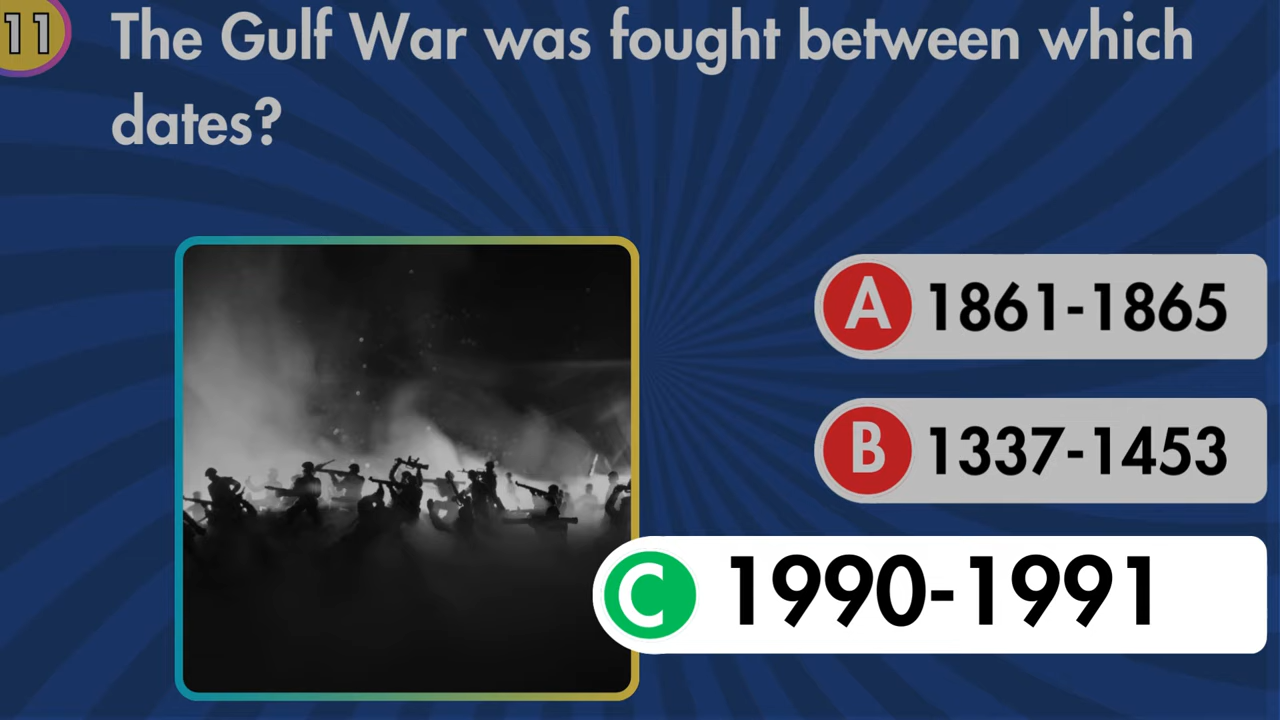 11
The Gulf War was fought between which
dates?
A 1861-1865
B 1337-1453
C 1990-1991